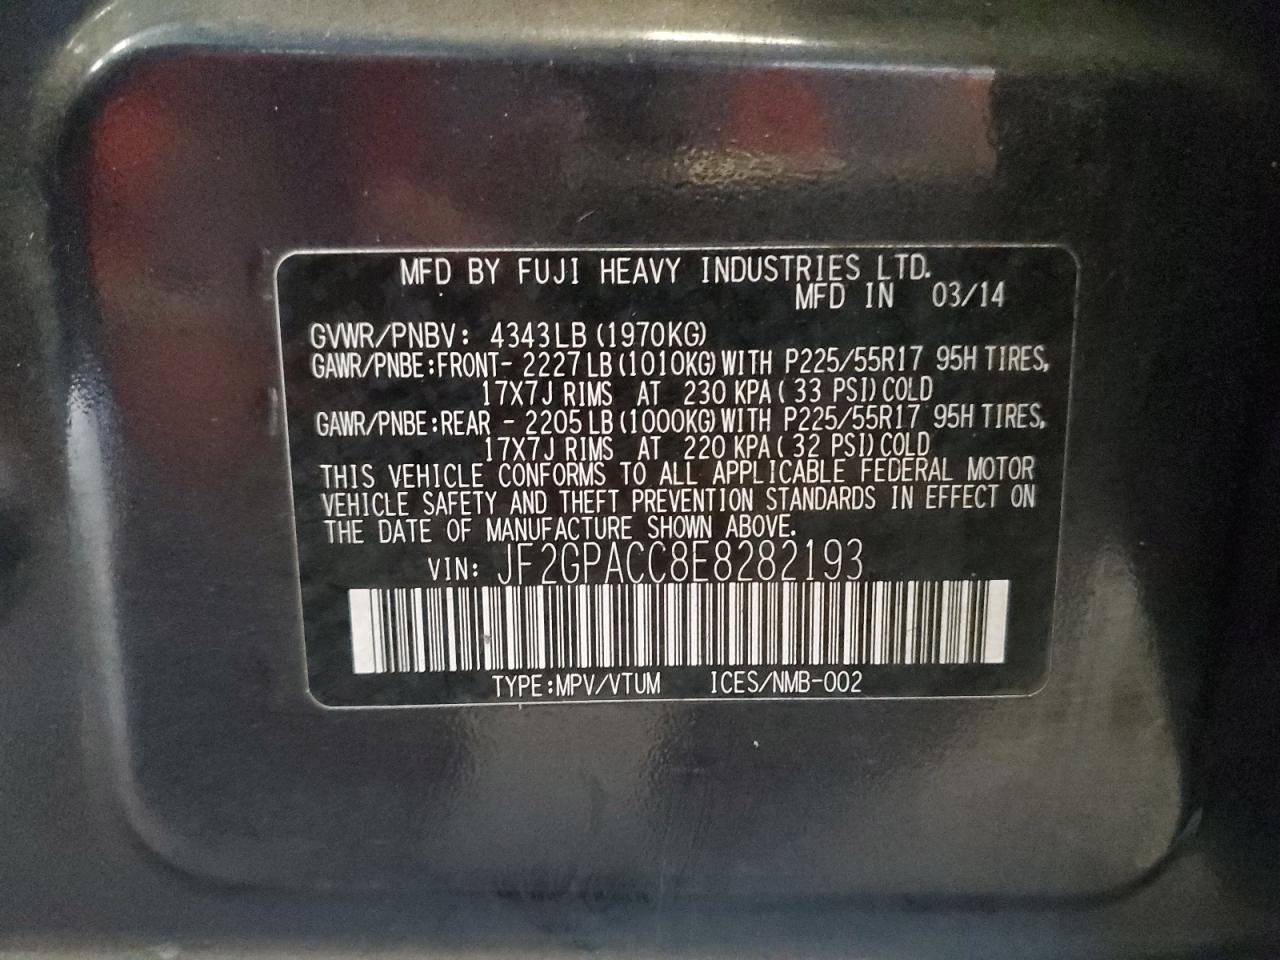 MFD BY FUJI HEAVY INDUSTRIES LTD.
MFD IN 03/14
GVWR/PNBV: 4343LB (1970KG)
GAWR/PNBE:FRONT- 2227LB(1010KG)WITH P225/55R17 95H TIRES,
17X7J RIMS AT 230 KPA(33 PSI)COLD
GAWR/PNBE:REAR - 2205LB(1000KG)WITH P225/55R17 95H TIRES,
17X7J RIMS AT 220 KPA(32 PSI)COLD
THIS VEHICLE CONFORMS TO ALL APPLICABLE FEDERAL MOTOR
VEHICLE SAFETY AND THEFT PREVENTION STANDARDS IN EFFECT ON
THE DATE OF MANUFACTURE SHOWN ABOVE.
VIN: JF2GPACC8E8282193
TYPE:MPV/VTUM ICES/NMB-002